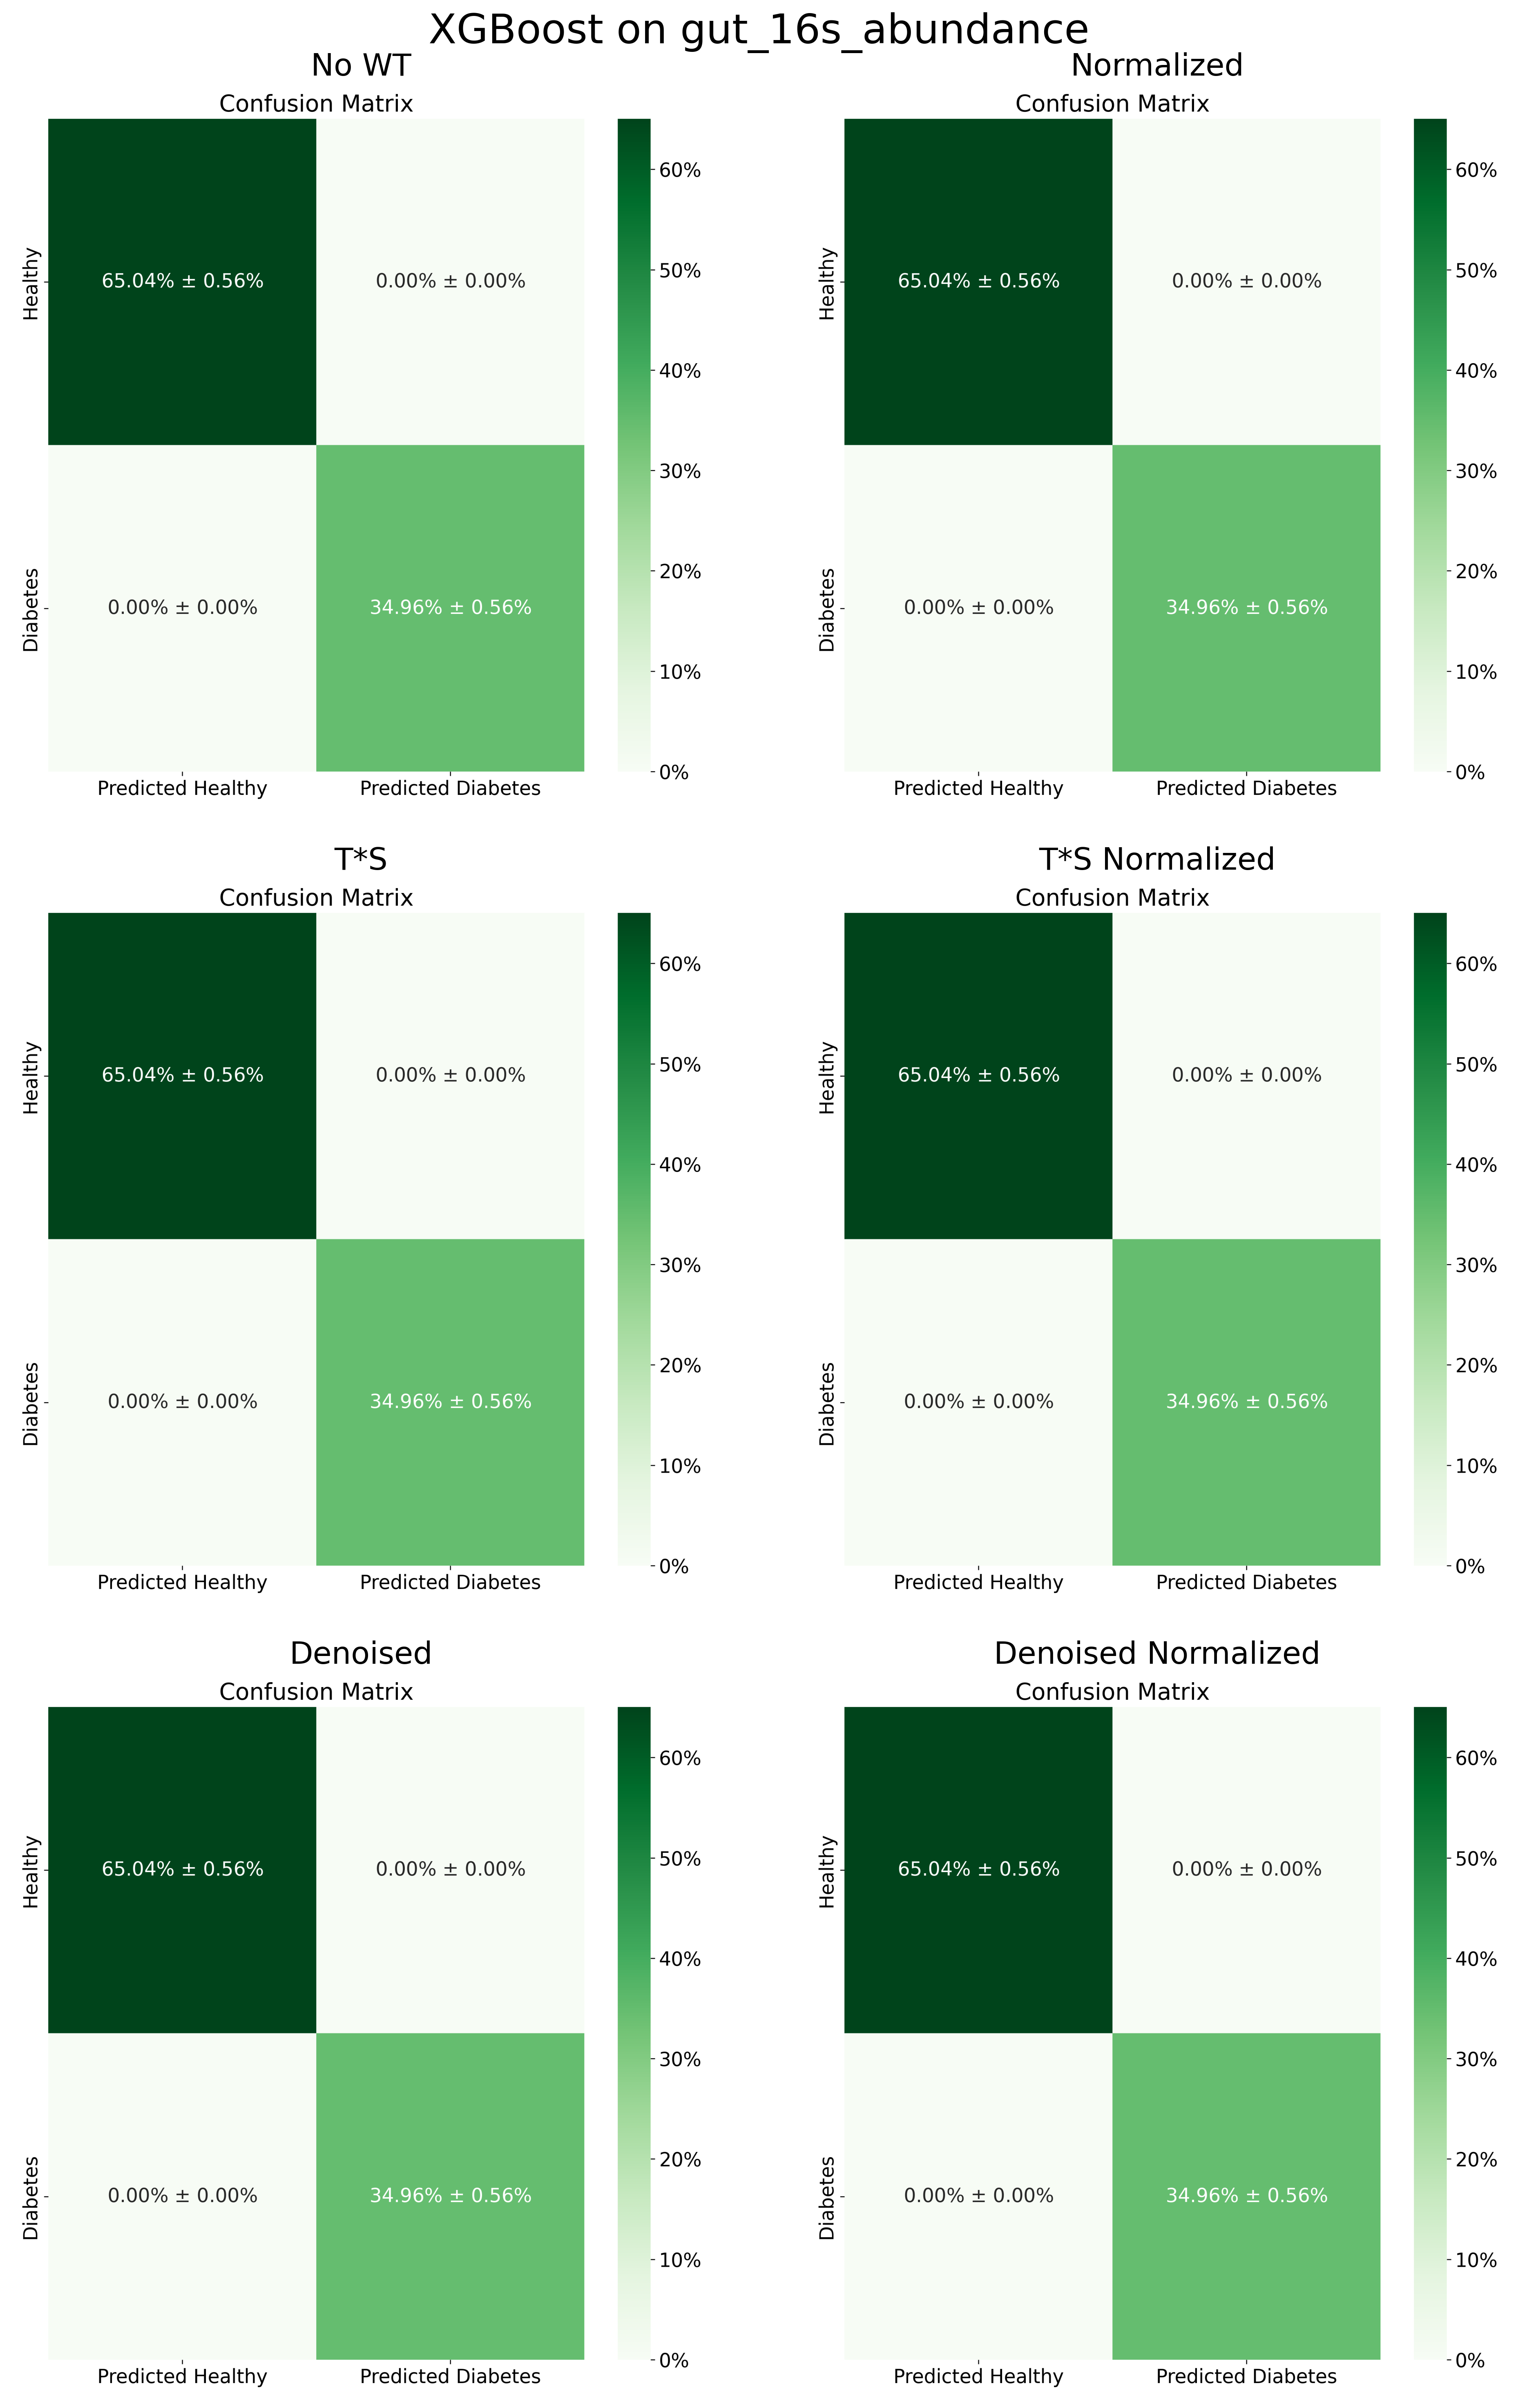 XGBoost on gut_16s_abundance
No WT
Confusion Matrix
Healthy
Diabetes
65.04% ± 0.56%
0.00% ± 0.00%
0.00% ± 0.00%
34.96% ± 0.56%
Predicted Healthy
Predicted Diabetes
60%
50%
40%
30%
20%
10%
0%
Normalized
Confusion Matrix
Healthy
Diabetes
65.04% ± 0.56%
0.00% ± 0.00%
0.00% ± 0.00%
34.96% ± 0.56%
Predicted Healthy
Predicted Diabetes
60%
50%
40%
30%
20%
10%
0%
T*S
Confusion Matrix
Healthy
Diabetes
65.04% ± 0.56%
0.00% ± 0.00%
0.00% ± 0.00%
34.96% ± 0.56%
Predicted Healthy
Predicted Diabetes
60%
50%
40%
30%
20%
10%
0%
T*S Normalized
Confusion Matrix
Healthy
Diabetes
65.04% ± 0.56%
0.00% ± 0.00%
0.00% ± 0.00%
34.96% ± 0.56%
Predicted Healthy
Predicted Diabetes
60%
50%
40%
30%
20%
10%
0%
Denoised
Confusion Matrix
Healthy
Diabetes
65.04% ± 0.56%
0.00% ± 0.00%
0.00% ± 0.00%
34.96% ± 0.56%
Predicted Healthy
Predicted Diabetes
60%
50%
40%
30%
20%
10%
0%
Denoised Normalized
Confusion Matrix
Healthy
Diabetes
65.04% ± 0.56%
0.00% ± 0.00%
0.00% ± 0.00%
34.96% ± 0.56%
Predicted Healthy
Predicted Diabetes
60%
50%
40%
30%
20%
10%
0%